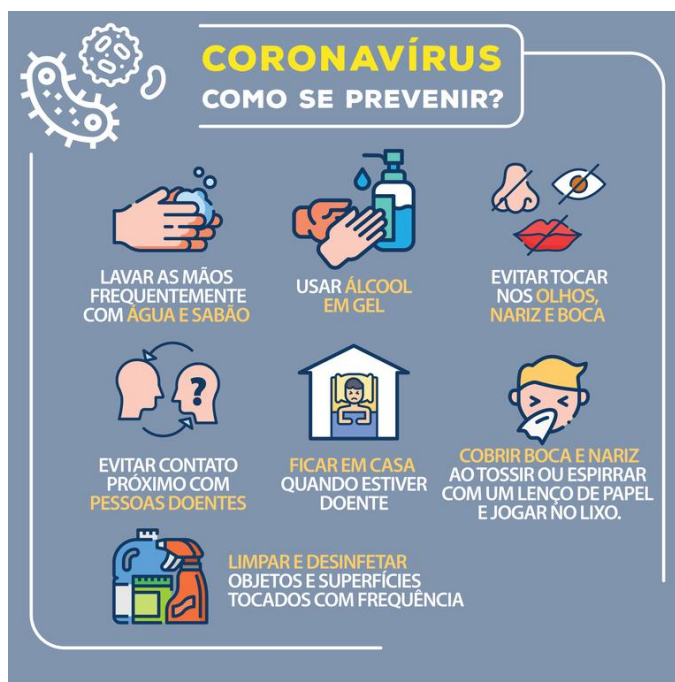 CORONAVÍRUS
COMO SE PREVENIR?
LAVAR AS MÃOS
FREQUENTEMENTE
COM ÁGUA E SABÃO
USAR ÁLCOOL
EM GEL
EVITAR TOCAR
NOS OLHOS,
NARIZ E BOCA
?
EVITAR CONTATO
PRÓXIMO COM
PESSOAS DOENTES
FICAR EM CASA
QUANDO ESTIVER
DOENTE
COBRIR BOCA E NARIZ
AO TOSSIR OU ESPIRRAR
COM UM LENÇO DE PAPEL
E JOGAR NO LIXO.
LIMPAR E DESINFETAR
OBJETOS E SUPERFÍCIES
TOCADOS COM FREQUÊNCIA